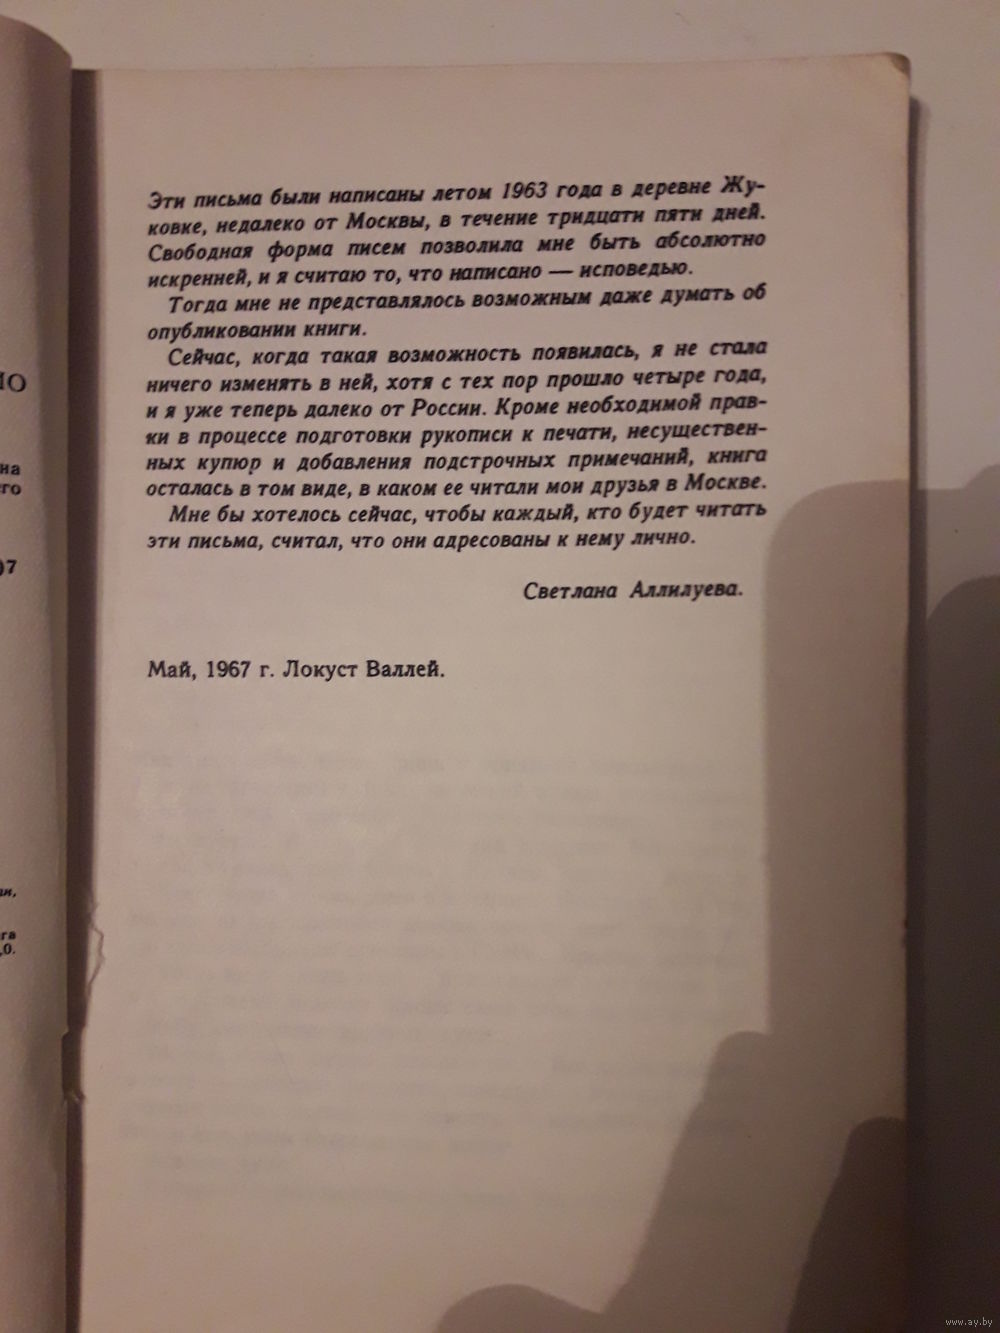 Эти письма были написаны летом 1963 года в деревне Жу-
ковке, недалеко от Москвы, в течение тридцати пяти дней.
Свободная форма писем позволила мне быть абсолютно
искренней, и я считаю то, что написано — исповедью.
Тогда мне не представлялось возможным даже думать об
опубликовании книги.
Сейчас, когда такая возможность появилась, я не стала
ничего изменять в ней, хотя с тех пор прошло четыре года,
и я уже теперь далеко от России. Кроме необходимой прав-
ки в процессе подготовки рукописи к печати, несуществен-
ных купюр и добавления подстрочных примечаний, книга
осталась в том виде, в каком ее читали мои друзья в Москве.
Мне бы хотелось сейчас, чтобы каждый, кто будет читать
эти письма, считал, что они адресованы к нему лично.
Светлана Аллилуева.
Май, 1967 г. Локуст Валлей.
www.ay.by